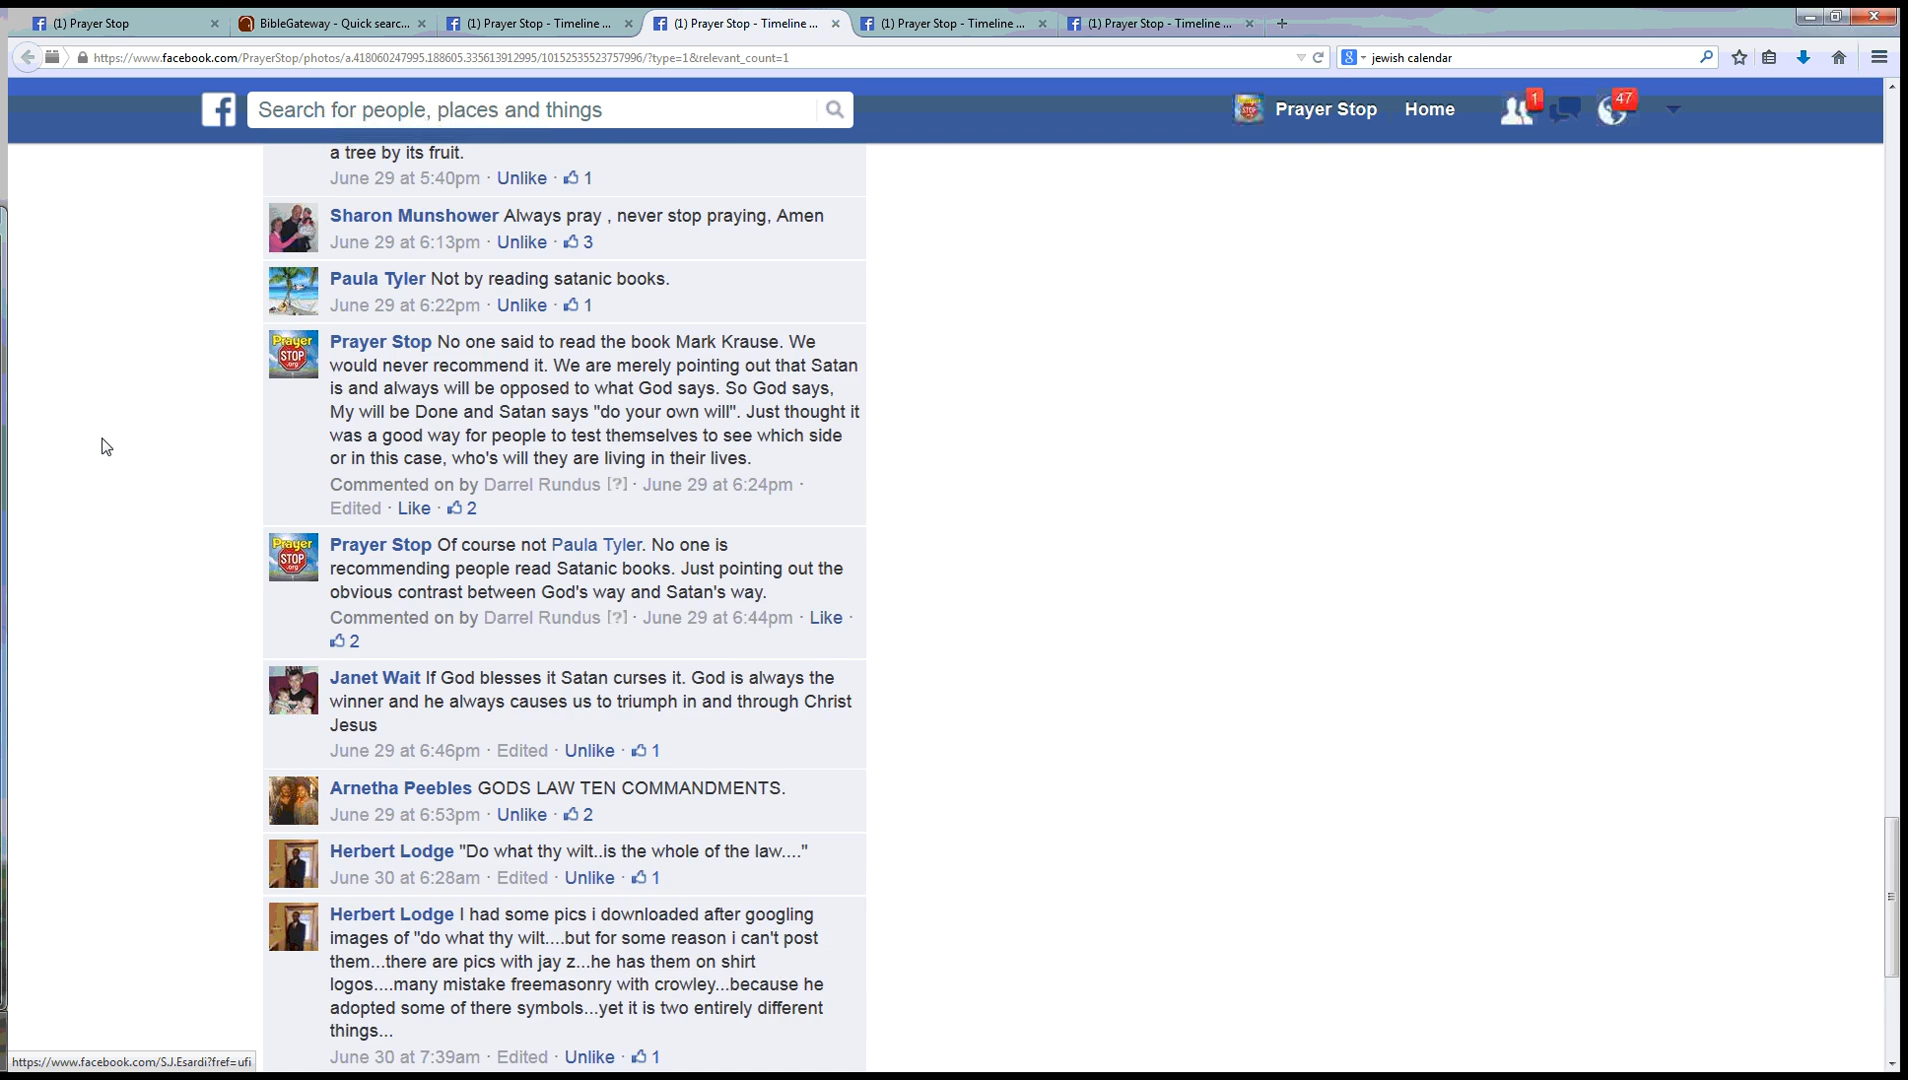 (1) Prayer Stop
BibleGateway - Quick searc...
(1) Prayer Stop - Timeline ...
(1) Prayer Stop - Timeline ...
(1) Prayer Stop - Timeline ...
(1) Prayer Stop - Timeline ...
https://www.facebook.com/PrayerStop/photos/a.418060247995.188605.335613912995/10152535523757996/?type=1&relevant_count=1
jewish calendar
Search for people, places and things
Prayer Stop
Home
1
47
a tree by its fruit.
June 29 at 5:40pm · Unlike · 1
Sharon Munshower Always pray , never stop praying, Amen
June 29 at 6:13pm · Unlike · 3
Paula Tyler Not by reading satanic books.
June 29 at 6:22pm · Unlike · 1
Prayer Stop No one said to read the book Mark Krause. We
would never recommend it. We are merely pointing out that Satan
is and always will be opposed to what God says. So God says,
My will be Done and Satan says "do your own will". Just thought it
was a good way for people to test themselves to see which side
or in this case, who's will they are living in their lives.
Commented on by Darrel Rundus [?] · June 29 at 6:24pm ·
Edited · Like · 2
Prayer Stop Of course not Paula Tyler. No one is
recommending people read Satanic books. Just pointing out the
obvious contrast between God's way and Satan's way.
Commented on by Darrel Rundus [?] · June 29 at 6:44pm · Like ·
2
Janet Wait If God blesses it Satan curses it. God is always the
winner and he always causes us to triumph in and through Christ
Jesus
June 29 at 6:46pm · Edited · Unlike · 1
Arnetha Peebles GODS LAW TEN COMMANDMENTS.
June 29 at 6:53pm · Unlike · 2
Herbert Lodge "Do what thy wilt..is the whole of the law...."
June 30 at 6:28am · Edited · Unlike · 1
Herbert Lodge I had some pics i downloaded after googling
images of "do what thy wilt....but for some reason i can't post
them...there are pics with jay z...he has them on shirt
logos....many mistake freemasonry with crowley...because he
adopted some of there symbols...yet it is two entirely different
things...
June 30 at 7:39am · Edited · Unlike · 1
https://www.facebook.com/S.J.Esardi?fref=ufi